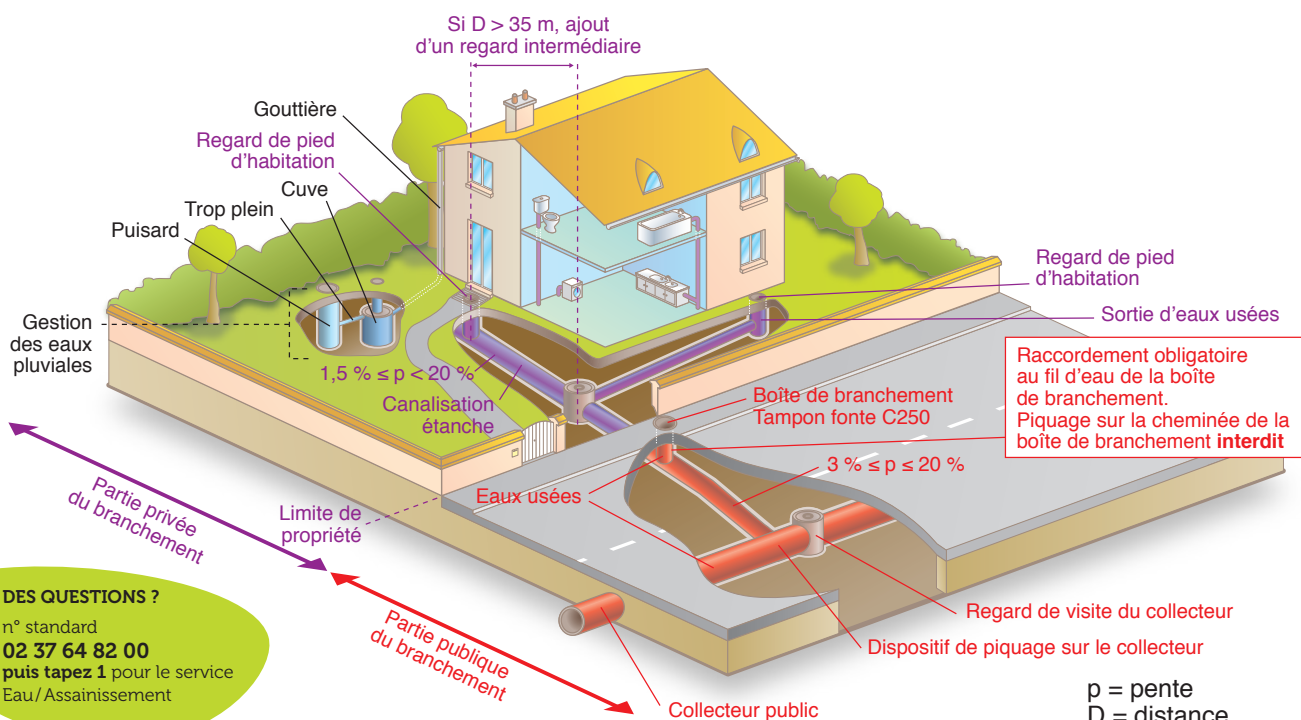 Si D > 35 m, ajout
d'un regard intermédiaire
Gouttière
Regard de pied
d'habitation
Cuve
Trop plein
Puisard
Gestion
des eaux
pluviales
1,5 % ≤ p < 20 %
Canalisation
étanche
Regard de pied
d'habitation
Sortie d'eaux usées
Raccordement obligatoire
au fil d'eau de la boîte
de branchement.
Piquage sur la cheminée de la
boîte de branchement interdit
Boîte de branchement
Tampon fonte C250
3 % ≤ p ≤ 20 %
Eaux usées
Limite de
propriété
Partie privée
du branchement
Partie publique
du branchement
Regard de visite du collecteur
Dispositif de piquage sur le collecteur
Collecteur public
p = pente
D = distance
DES QUESTIONS ?
n° standard
02 37 64 82 00
puis tapez 1 pour le service
Eau/Assainissement